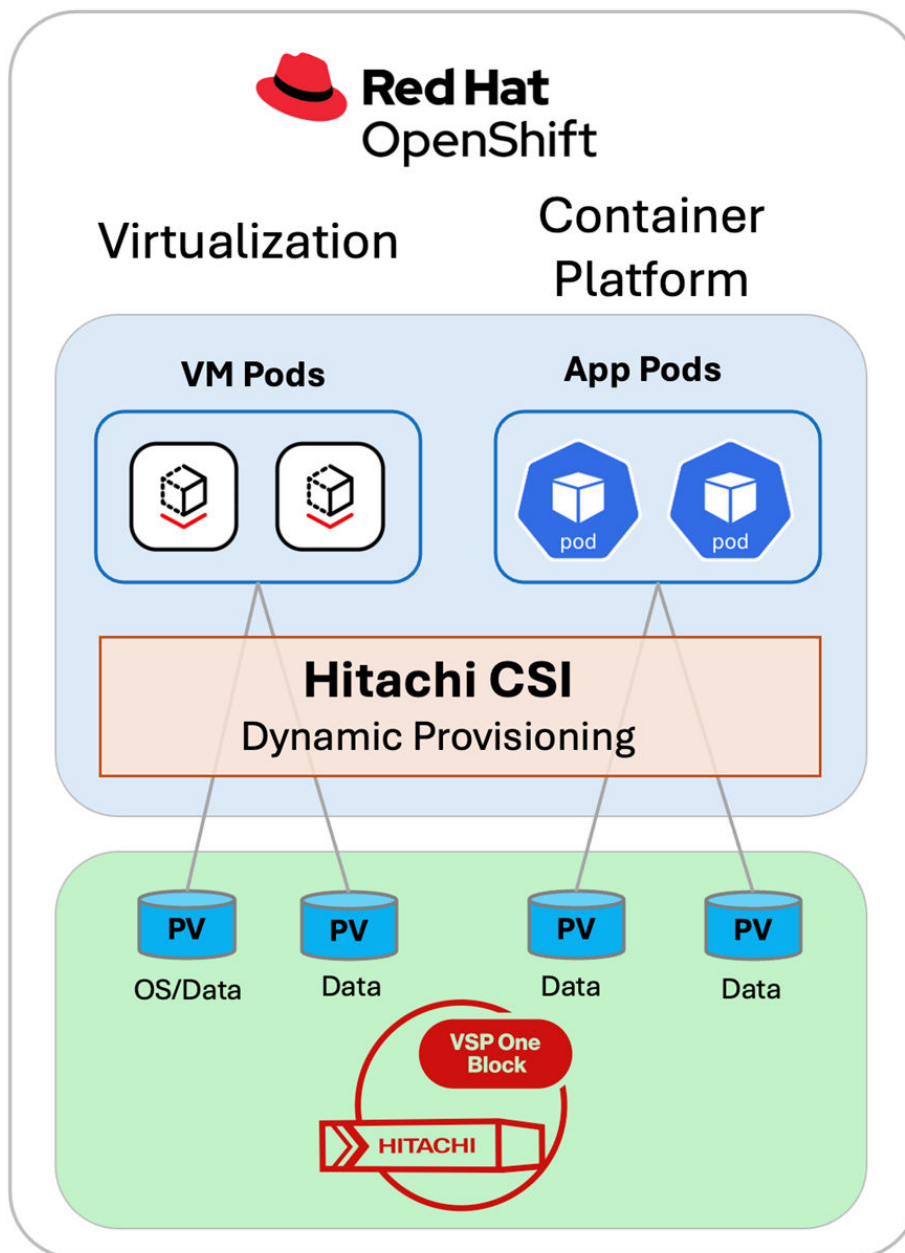 Red Hat
OpenShift
Virtualization
Container
Platform
VM Pods
App Pods
pod
pod
Hitachi CSI
Dynamic Provisioning
PV
PV
PV
PV
OS/Data
Data
Data
Data
VSP One
Block
HITACHI